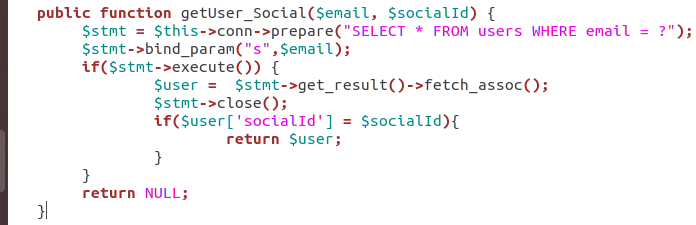 public function getUser_Social($email, $socialId) {
$stmt = $this->conn->prepare("SELECT * FROM users WHERE email = ?");
$stmt->bind_param("s",$email);
if($stmt->execute()) {
$user =  $stmt->get_result()->fetch_assoc();
$stmt->close();
if($user['socialId'] = $socialId){
return $user;
}
}
return NULL;
}